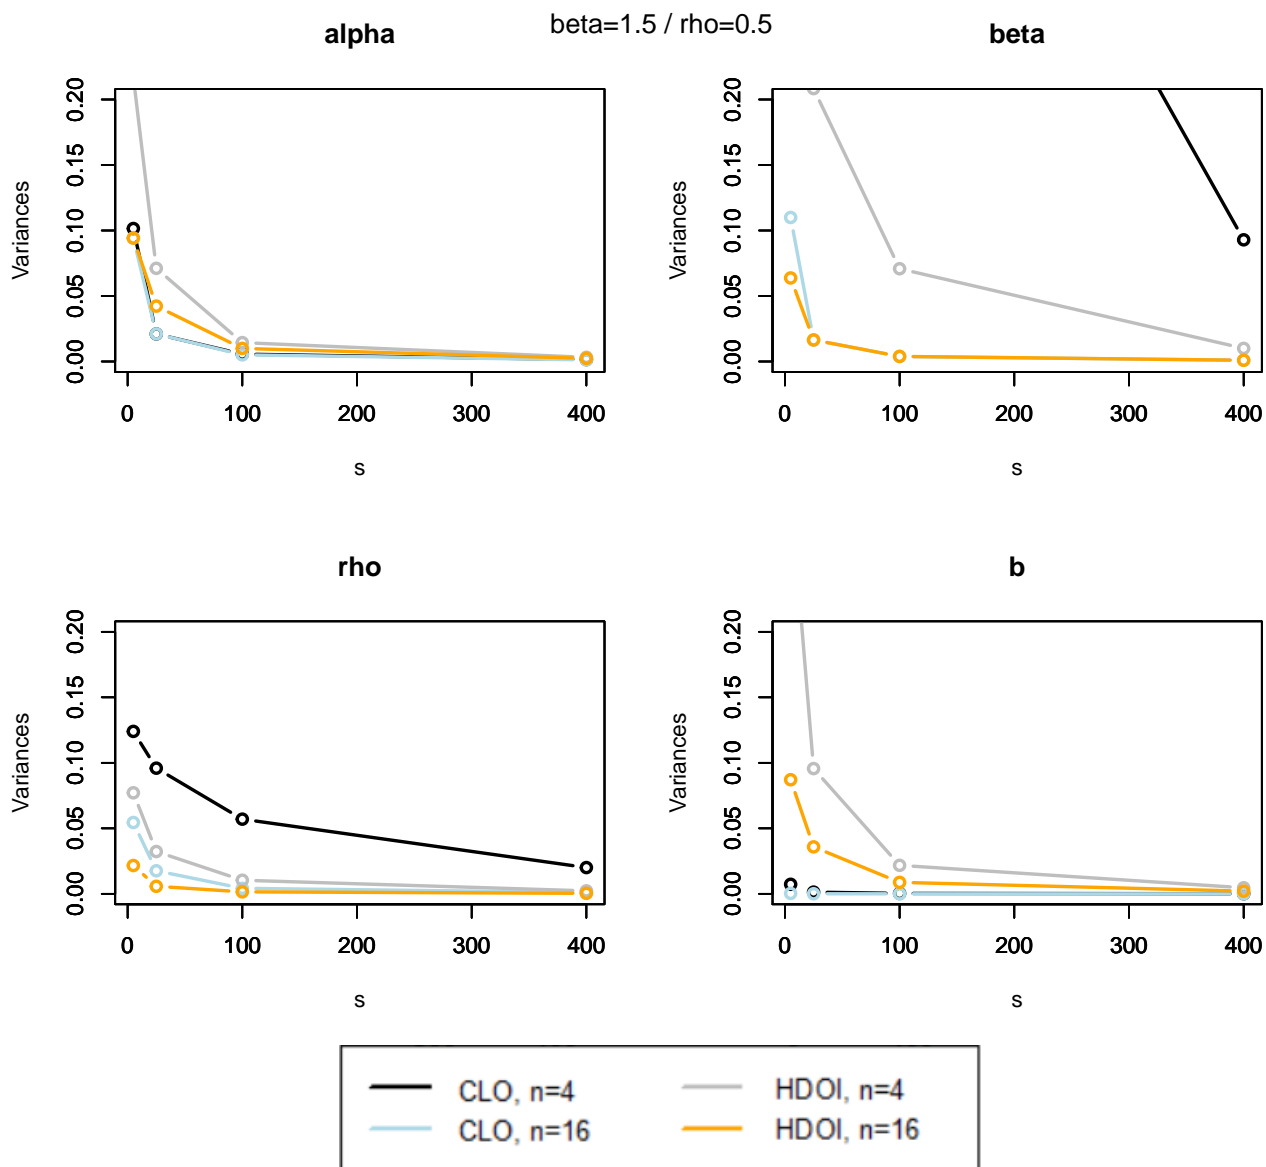 beta=1.5 / rho=0.5
alpha
beta
Variances
0.00 0.05 0.10 0.15 0.20
0 100 200 300 400
s
Variances
0.00 0.05 0.10 0.15 0.20
0 100 200 300 400
s
rho
b
Variances
0.00 0.05 0.10 0.15 0.20
0 100 200 300 400
s
Variances
0.00 0.05 0.10 0.15 0.20
0 100 200 300 400
s
CLO, n=4
HDOI, n=4
CLO, n=16
HDOI, n=16